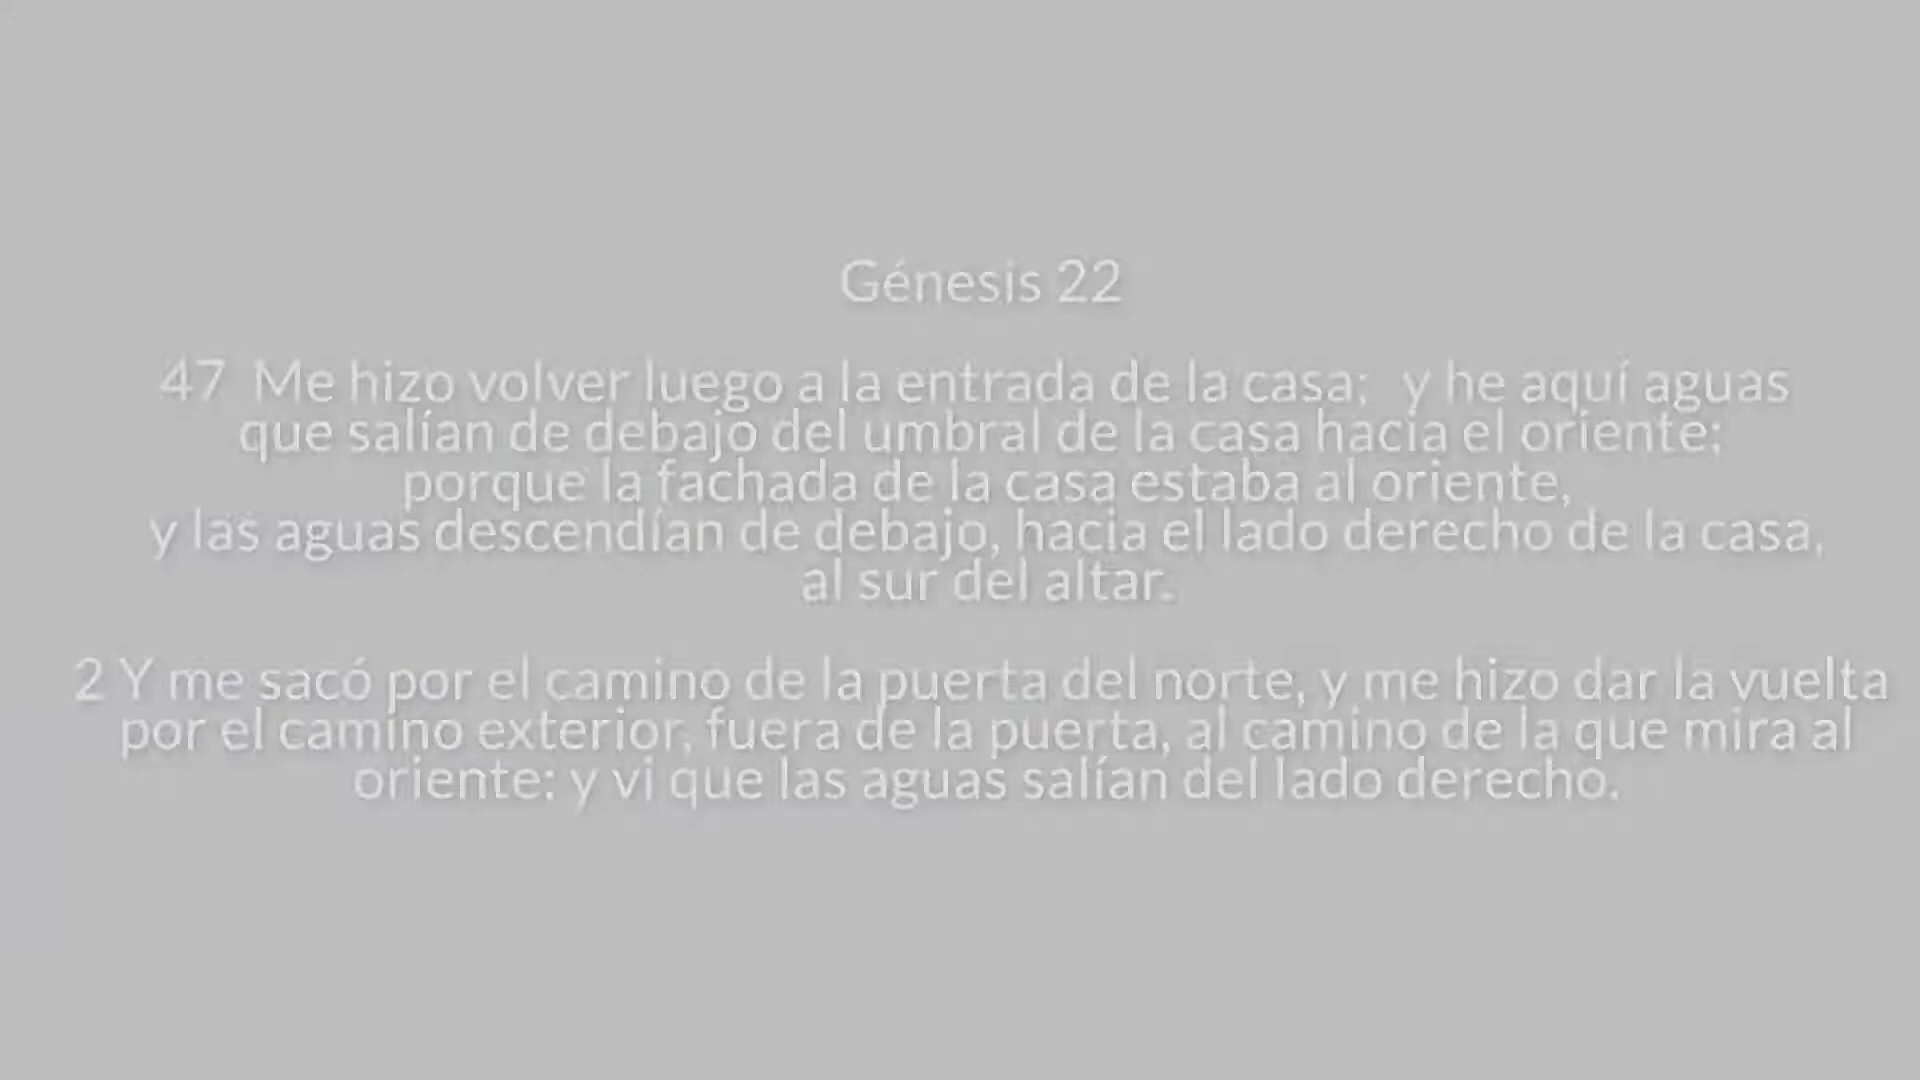 Génesis 22
47 Me hizo volver luego a la entrada de la casa; y he aquí aguas
que salían de debajo del umbral de la casa hacia el oriente;
porque la fachada de la casa estaba al oriente,
y las aguas descendían de debajo, hacia el lado derecho de la casa,
al sur del altar.
2 Y me sacó por el camino de la puerta del norte, y me hizo dar la vuelta
por el camino exterior, fuera de la puerta, al camino de la que mira al
oriente; y vi que las aguas salían del lado derecho.